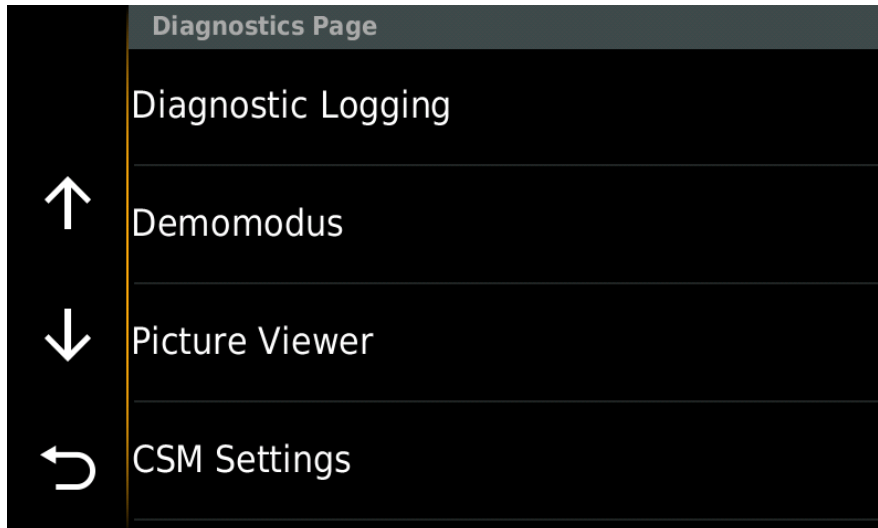 Diagnostics Page
Diagnostic Logging
Demomodus
Picture Viewer
CSM Settings